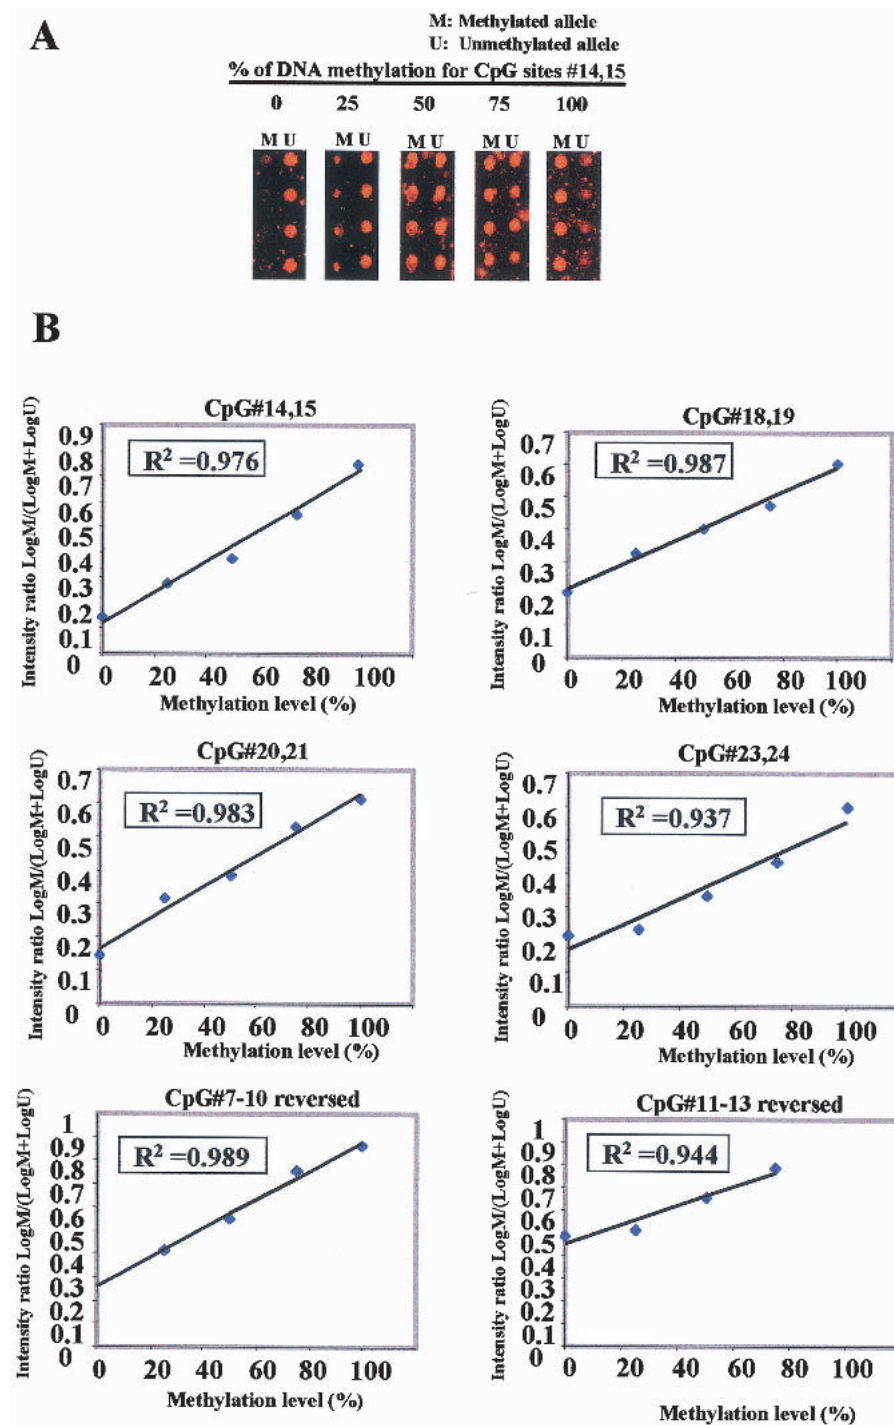 A
M: Methylated allele
U: Unmethylated allele
% of DNA methylation for CpG sites #14,15
0 25 50 75 100
M U M U M U M U M U
B
CpG#14,15
R² =0.976
Intensity ratio LogM/(LogM+LogU)
0.9
0.8
0.7
0.6
0.5
0.4
0.3
0.2
0.1
0
0 20 40 60 80 100
Methylation level (%)
CpG#18,19
R² =0.987
Intensity ratio LogM/(LogM+LogU)
0.7
0.6
0.5
0.4
0.3
0.2
0.1
0
0 20 40 60 80 100
Methylation level (%)
CpG#20,21
R² =0.983
Intensity ratio LogM/(LogM+LogU)
0.7
0.6
0.5
0.4
0.3
0.2
0.1
0
0 20 40 60 80 100
Methylation level (%)
CpG#23,24
R² =0.937
Intensity ratio LogM/(LogM+LogU)
0.7
0.6
0.5
0.4
0.3
0.2
0.1
0
0 20 40 60 80 100
Methylation level (%)
CpG#7-10 reversed
R² =0.989
Intensity ratio LogM/(LogM+LogU)
1
0.9
0.8
0.7
0.6
0.5
0.4
0.3
0.2
0.1
0
0 20 40 60 80 100
Methylation level (%)
CpG#11-13 reversed
R² =0.944
Intensity ratio LogM/(LogM+LogU)
1
0.9
0.8
0.7
0.6
0.5
0.4
0.3
0.2
0.1
0
0 20 40 60 80 100
Methylation level (%)